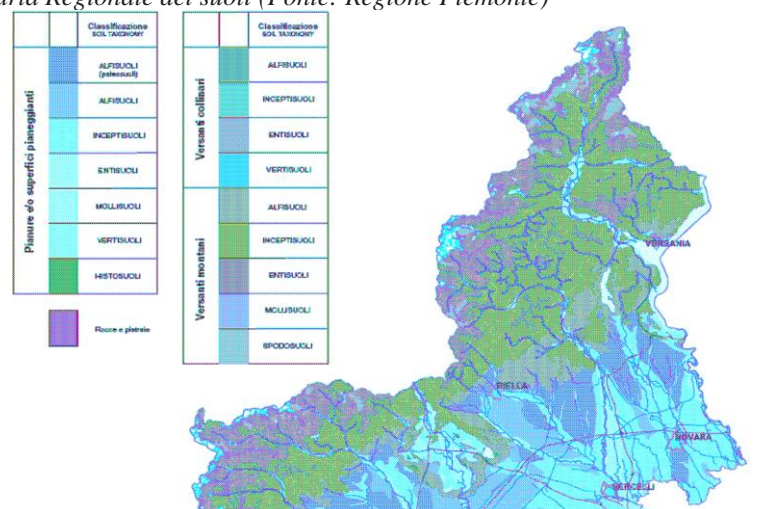 aria Regionale dei suoli (Fonte: Regione Piemonte)
Classificazione
SOIL TAXONOMY
Pianure e/o superfici pianeggianti
ALFISUOLI
(paleosuoli)
ALFISUOLI
INCEPTISUOLI
ENTISUOLI
MOLLISUOLI
VERTISUOLI
HISTOSUOLI
Rocce e pietraie
Classificazione
SOIL TAXONOMY
Versanti collinari
ALFISUOLI
INCEPTISUOLI
ENTISUOLI
VERTISUOLI
Versanti montani
ALFISUOLI
INCEPTISUOLI
ENTISUOLI
MOLLISUOLI
SPODOSUOLI
VERBANIA
BIELLA
NOVARA
VERCELLI